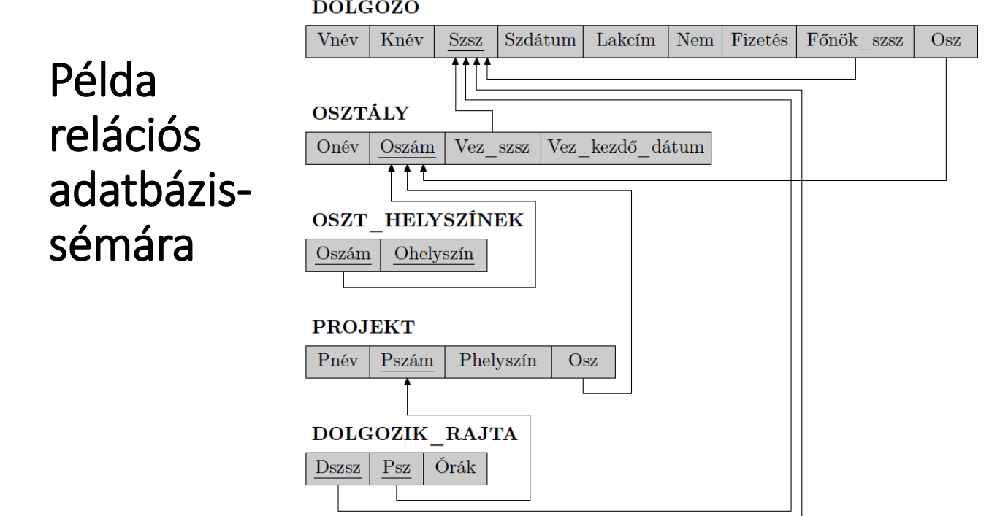 Példa
relációs
adatbázis-
sémára
DOLGOZÓ
Vnév Knév Szsz Szdátum Lakcím Nem Fizetés Főnök_szsz Osz
OSZTÁLY
Onév Oszám Vez_szsz Vez_kezdő_dátum
OSZT_HELYSZÍNEK
Oszám Ohelyszín
PROJEKT
Pnév Pszám Phelyszín Osz
DOLGOZIK_RAJTA
Dszsz Psz Órák